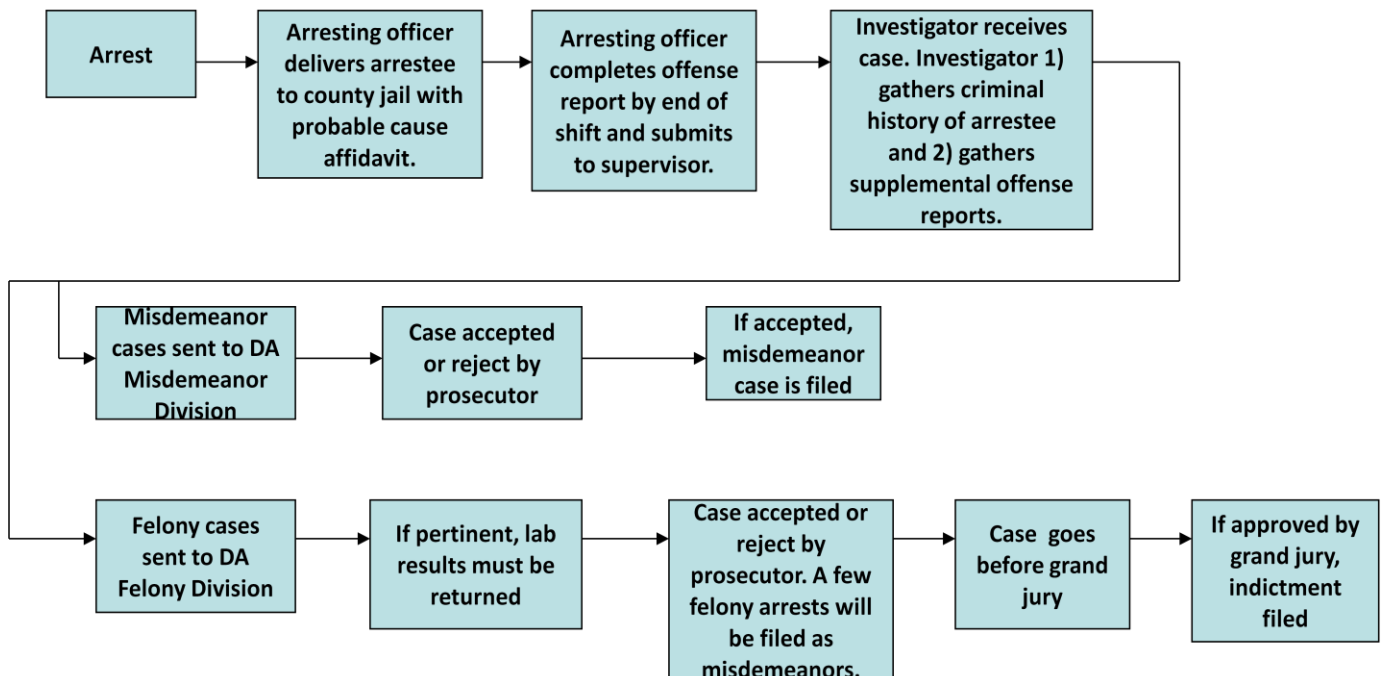 Arrest
Arresting officer
delivers arrestee
to county jail with
probable cause
affidavit.
Arresting officer
completes offense
report by end of
shift and submits
to supervisor.
Investigator receives
case. Investigator 1)
gathers criminal
history of arrestee
and 2) gathers
supplemental offense
reports.
Misdemeanor
cases sent to DA
Misdemeanor
Division
Case accepted
or reject by
prosecutor
If accepted,
misdemeanor
case is filed
Felony cases
sent to DA
Felony Division
If pertinent, lab
results must be
returned
Case accepted or
reject by
prosecutor. A few
felony arrests will
be filed as
misdemeanors.
Case goes
before grand
jury
If approved by
grand jury,
indictment
filed